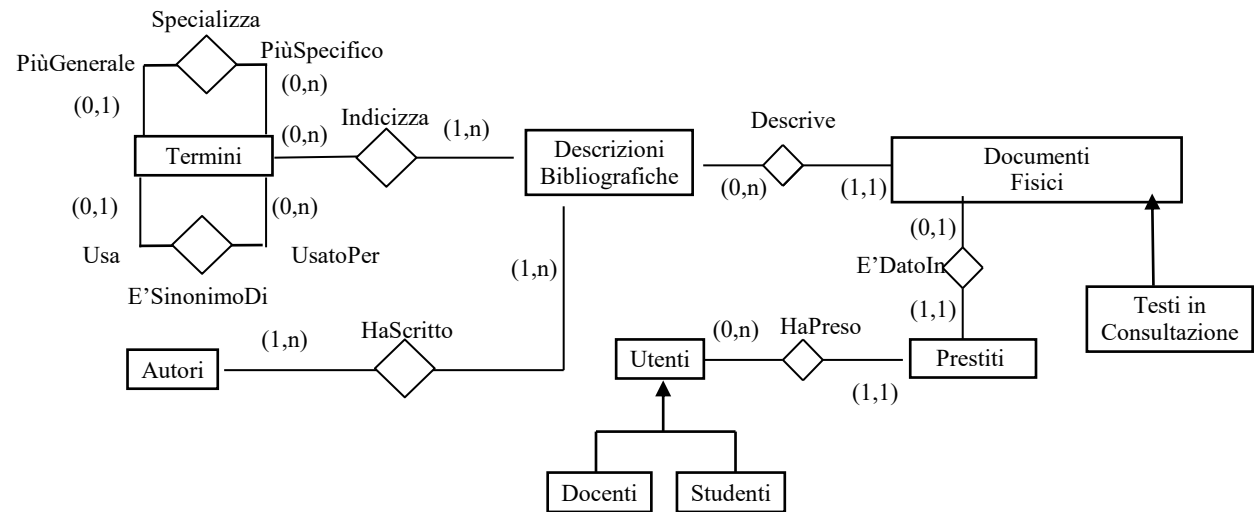 Specializza
PiùGenerale
PiùSpecifico
(0,1)
(0,n)
Termini
(0,n)
Indicizza
(1,n)
Descrizioni
Bibliografiche
Descrive
(0,n)
(1,1)
Documenti
Fisici
(0,1)
(0,n)
Usa
UsatoPer
E’SinonimoDi
(1,n)
(0,1)
E’DatoIn
(1,1)
Testi in
Consultazione
Autori
(1,n)
HaScritto
Utenti
(0,n)
HaPreso
(1,1)
Prestiti
Docenti
Studenti